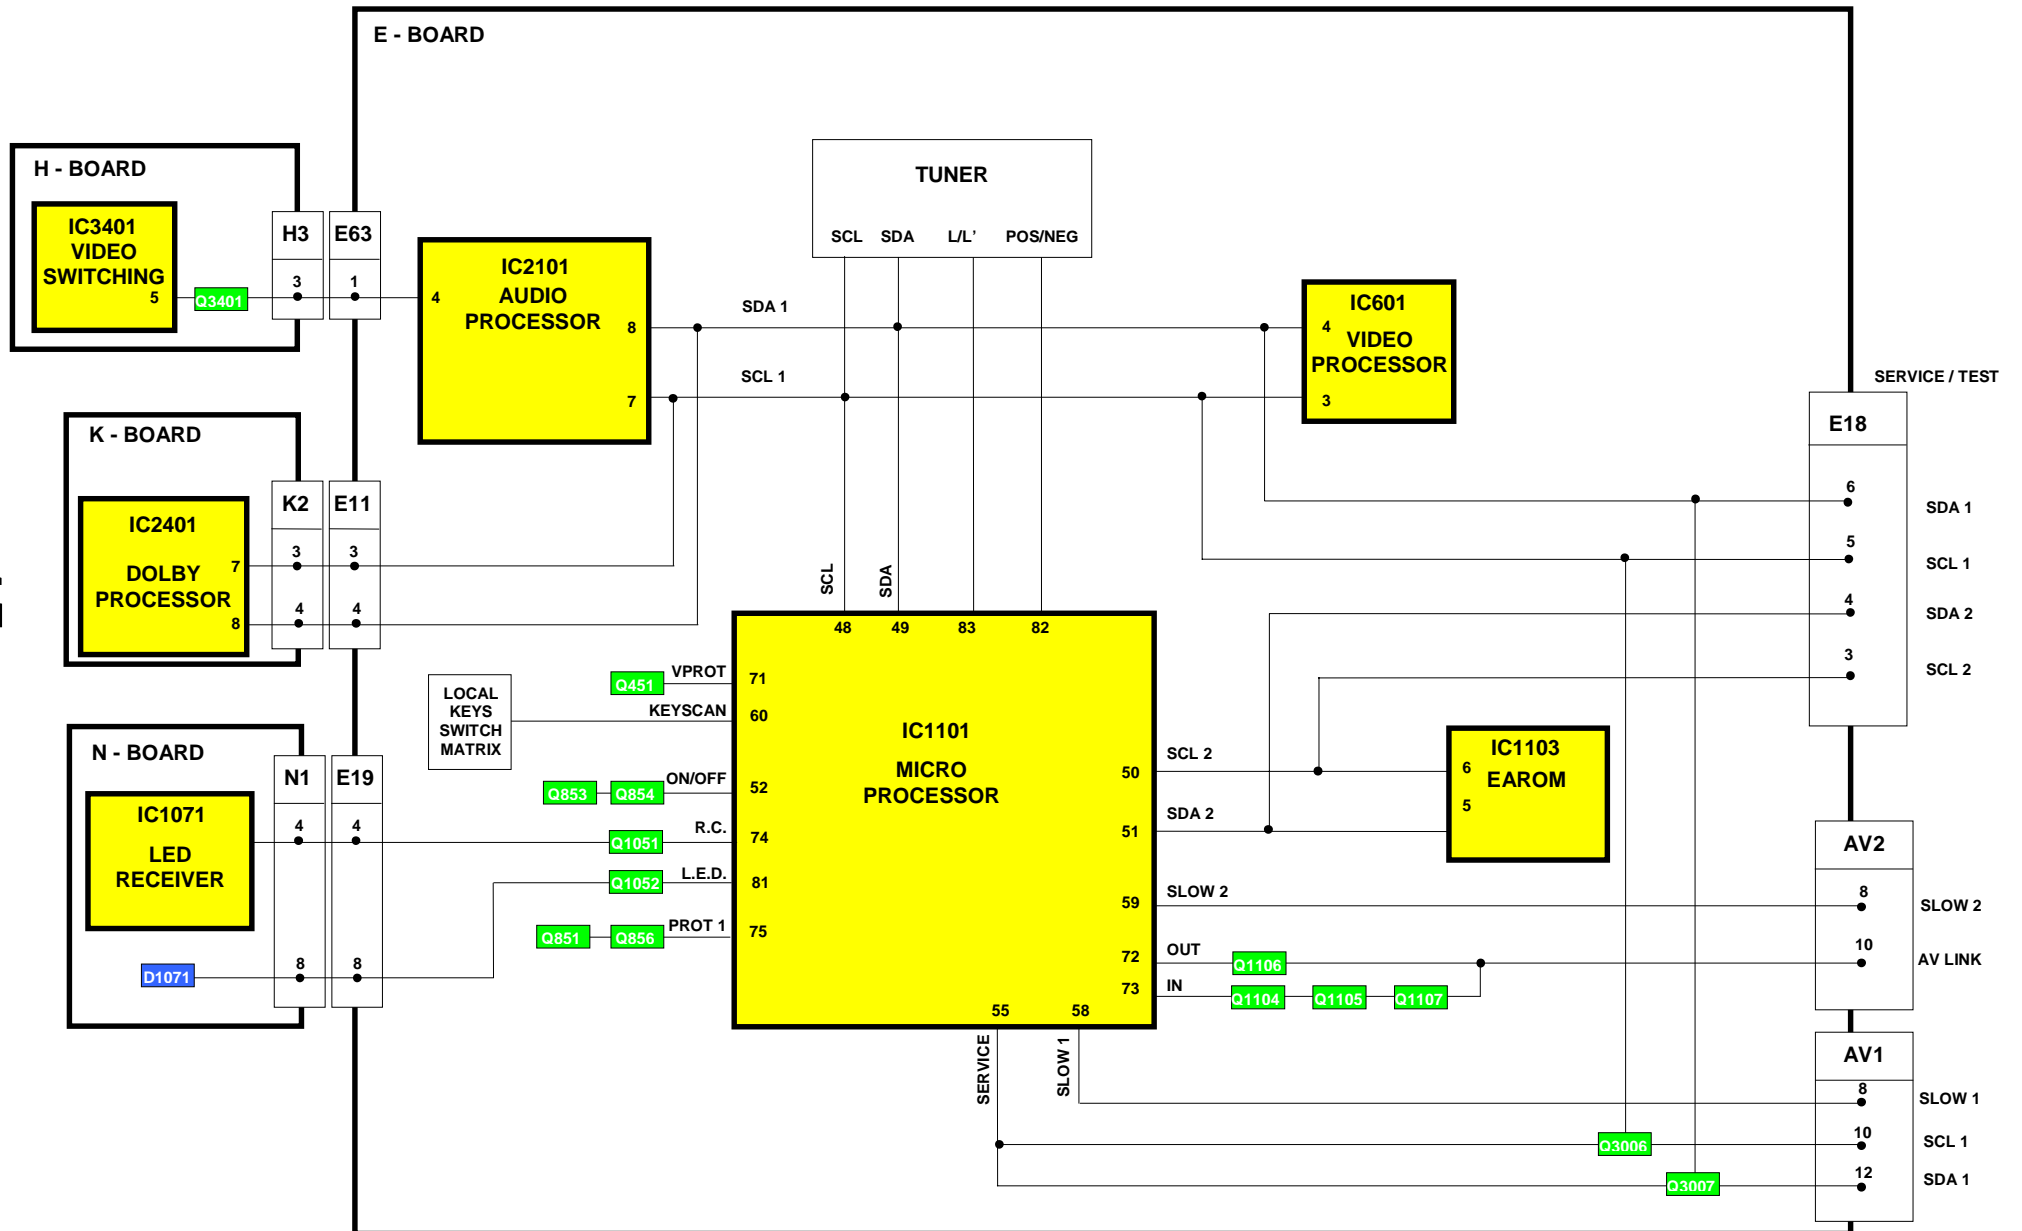 E - BOARD
H - BOARD
IC3401
VIDEO
SWITCHING
5
Q3401
H3
3
E63
1
IC2101
AUDIO
PROCESSOR
4
8
7
TUNER
SCL SDA L/L' POS/NEG
SDA 1
SCL 1
IC601
VIDEO
PROCESSOR
4
3
SERVICE / TEST
E18
6
SDA 1
5
SCL 1
4
SDA 2
3
SCL 2
K - BOARD
IC2401
DOLBY
PROCESSOR
7
8
K2
3
4
E11
3
4
SCL
SDA
48 49 83 82
IC1101
MICRO
PROCESSOR
Q451
VPROT
71
LOCAL
KEYS
SWITCH
MATRIX
KEYSCAN
60
Q853
Q854
ON/OFF
52
Q1051
R.C.
74
Q1052
L.E.D.
81
Q851
Q856
PROT 1
75
N - BOARD
IC1071
LED
RECEIVER
D1071
N1
4
8
E19
4
8
50
SCL 2
51
SDA 2
IC1103
EAROM
6
5
59
SLOW 2
72
OUT
Q1106
73
IN
Q1104
Q1105
Q1107
55 58
SERVICE
SLOW 1
AV2
8
SLOW 2
10
AV LINK
AV1
8
SLOW 1
10
SCL 1
12
SDA 1
Q3006
Q3007